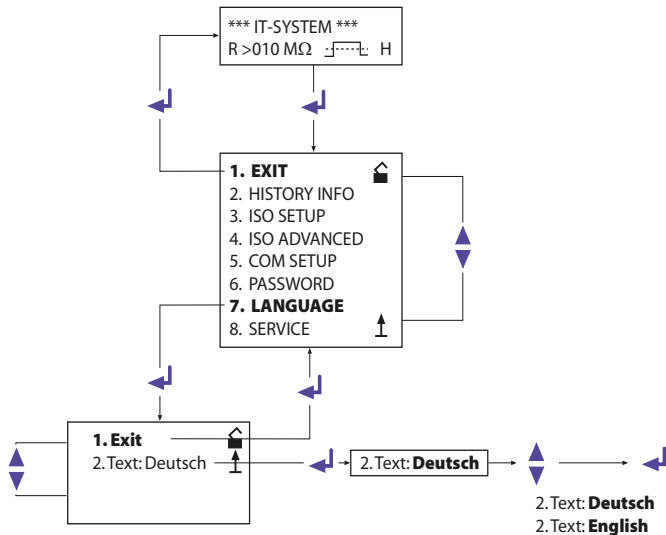 *** IT-SYSTEM ***
R >010 MΩ H
1. EXIT
2. HISTORY INFO
3. ISO SETUP
4. ISO ADVANCED
5. COM SETUP
6. PASSWORD
7. LANGUAGE
8. SERVICE
1. Exit
2. Text: Deutsch
2. Text: Deutsch
2. Text: Deutsch
2. Text: English